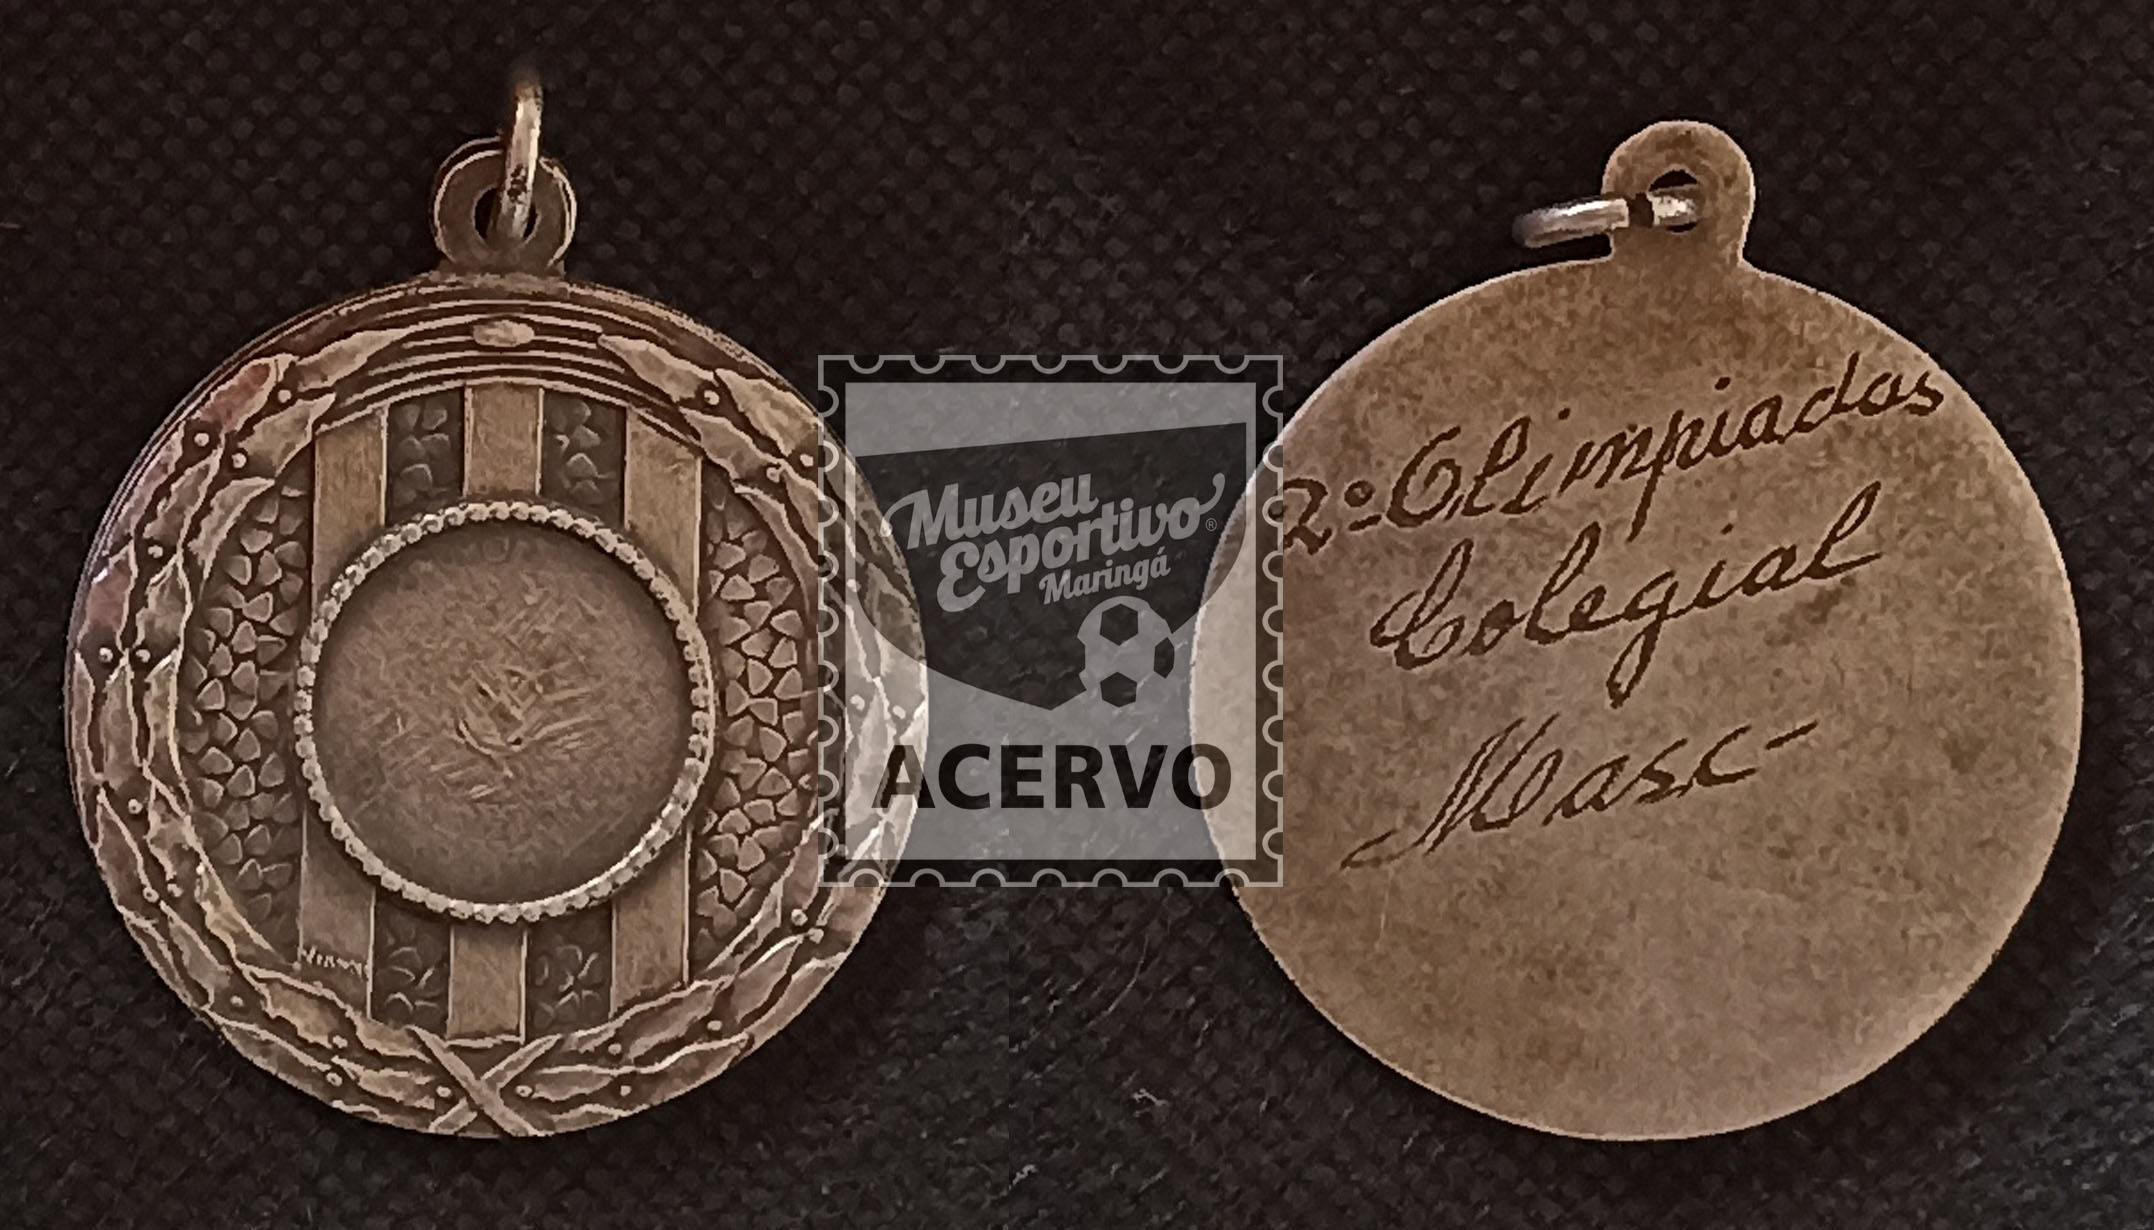 Museu
Esportivo®
Maringá
ACERVO
2º Olimpiadas
Colegial
Masc-